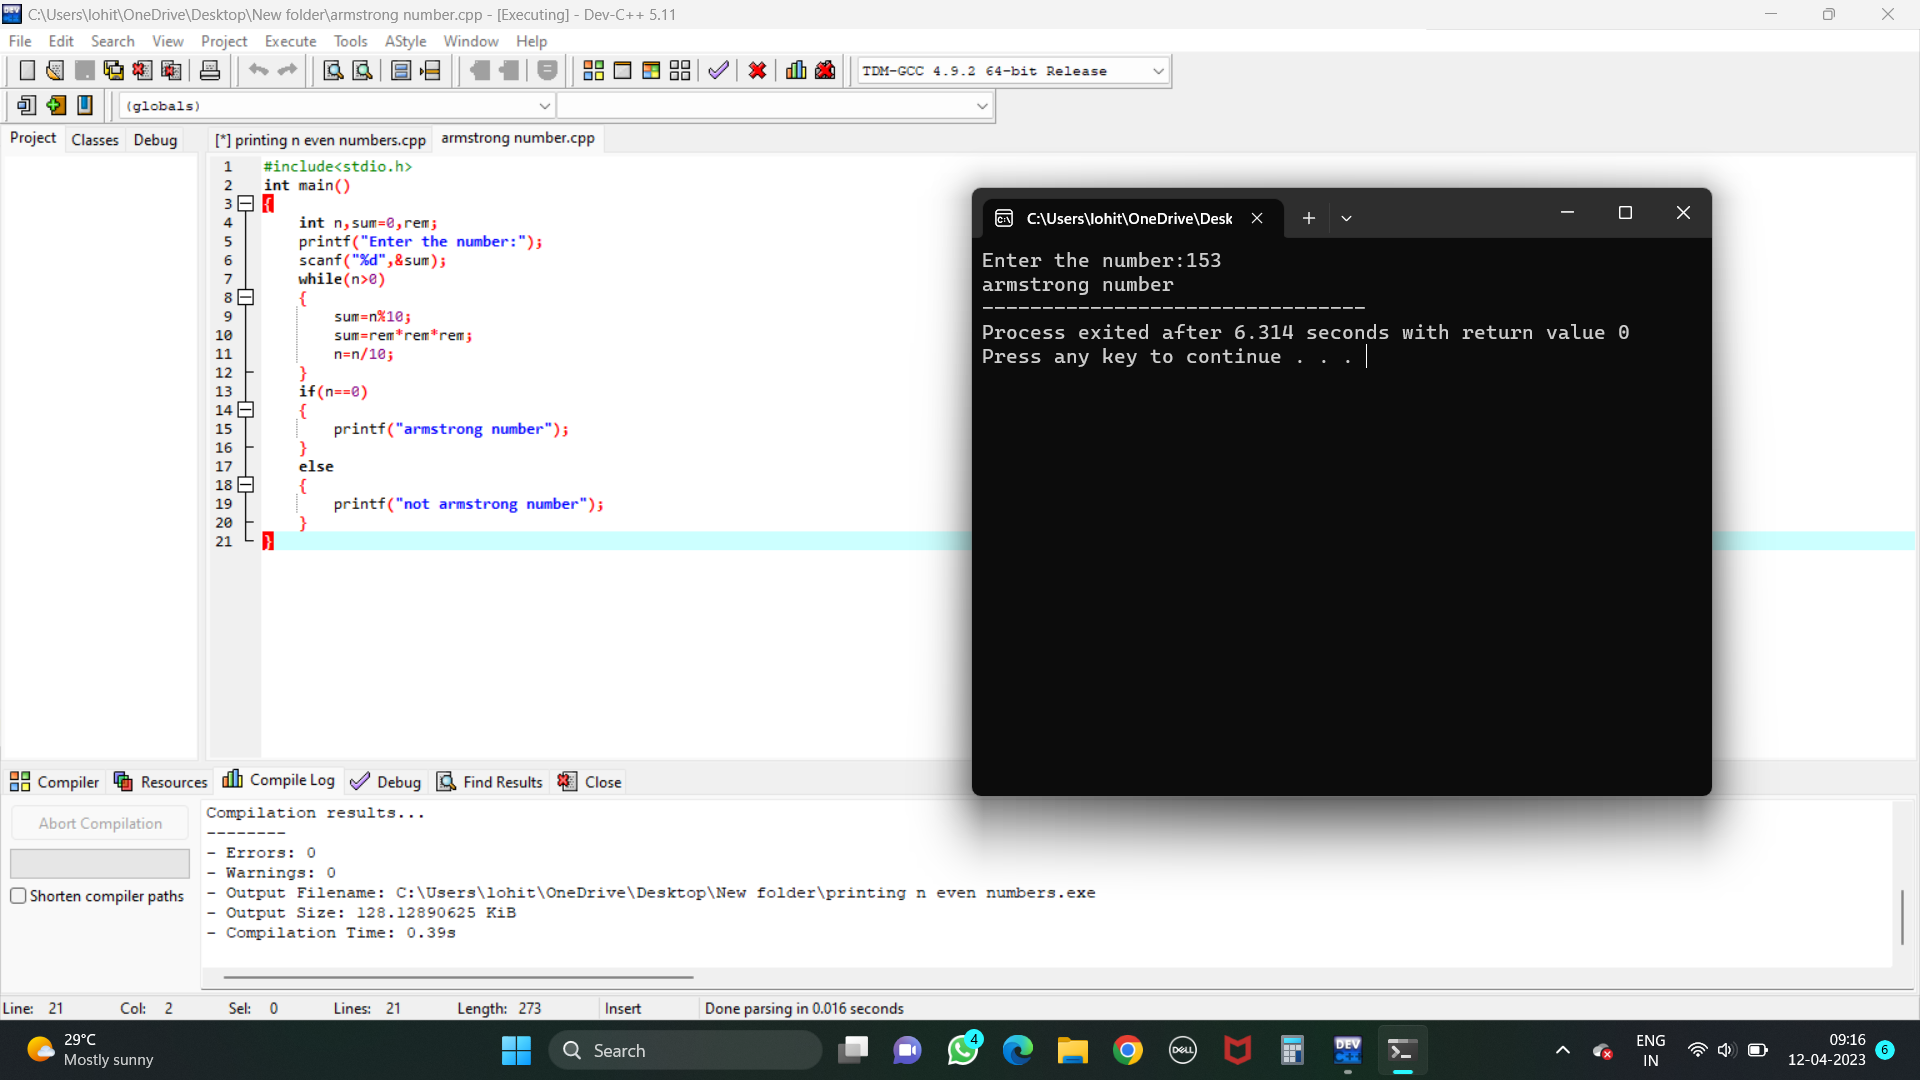 C:\Users\lohit\OneDrive\Desktop\New folder\armstrong number.cpp - [Executing] - Dev-C++ 5.11
File Edit Search View Project Execute Tools AStyle Window Help
TDM-GCC 4.9.2 64-bit Release
(globals)
Project Classes Debug
[*] printing n even numbers.cpp armstrong number.cpp
1 #include<stdio.h>
2 int main()
3 {
4 int n,sum=0,rem;
5 printf("Enter the number:");
6 scanf("%d",&sum);
7 while(n>0)
8 {
9 sum=n%10;
10 sum=rem*rem*rem;
11 n=n/10;
12 }
13 if(n==0)
14 {
15 printf("armstrong number");
16 }
17 else
18 {
19 printf("not armstrong number");
20 }
21 }
C:\Users\lohit\OneDrive\Desk
Enter the number:153
armstrong number
--------------------------------
Process exited after 6.314 seconds with return value 0
Press any key to continue . . .
Compiler Resources Compile Log Debug Find Results Close
Abort Compilation
Shorten compiler paths
Compilation results...
--------
- Errors: 0
- Warnings: 0
- Output Filename: C:\Users\lohit\OneDrive\Desktop\New folder\printing n even numbers.exe
- Output Size: 128.12890625 KiB
- Compilation Time: 0.39s
Line: 21 Col: 2 Sel: 0 Lines: 21 Length: 273 Insert Done parsing in 0.016 seconds
29°C
Mostly sunny
Search
4
DELL
DEV
C++
ENG
IN
09:16
12-04-2023
6